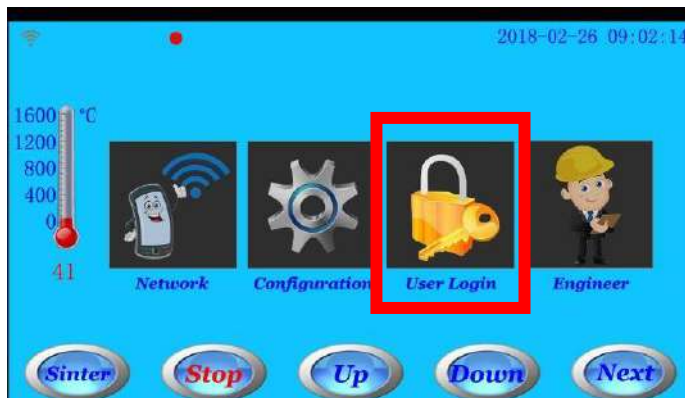 2018-02-26 09:02:14
1600 °C
1200
800
400
0
41
Network Configuration User Login Engineer
Sinter Stop Up Down Next